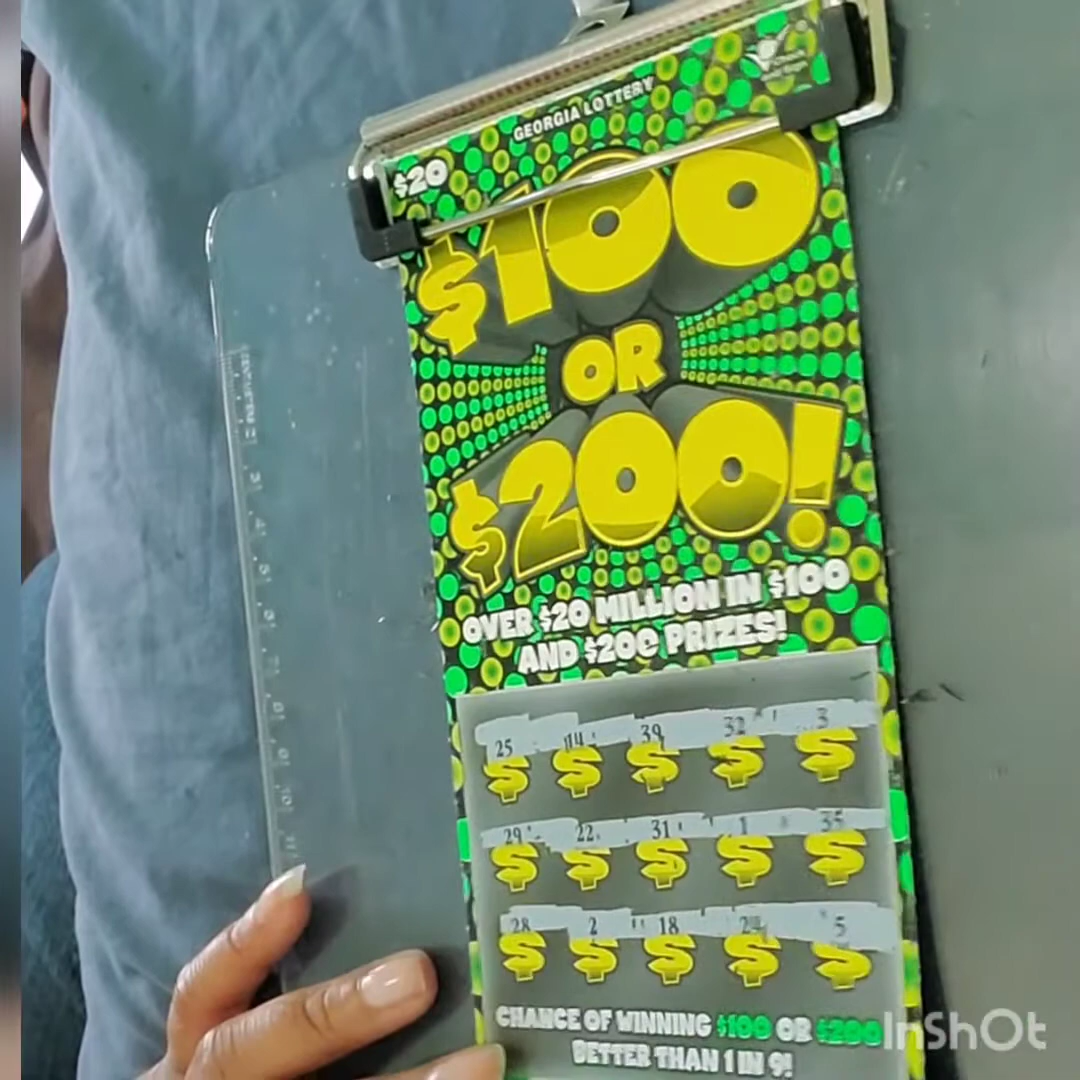 GEORGIA LOTTERY
$20
$100
OR
$200!
OVER $20 MILLION IN $100
AND $200 PRIZES!
25 14 39 32 3
$ $ $ $ $
29 22 31 1 35
$ $ $ $ $
28 2 18 5
$ $ $ $ $
CHANCE OF WINNING $100 OR $200
BETTER THAN 1 IN 9!
InShOt